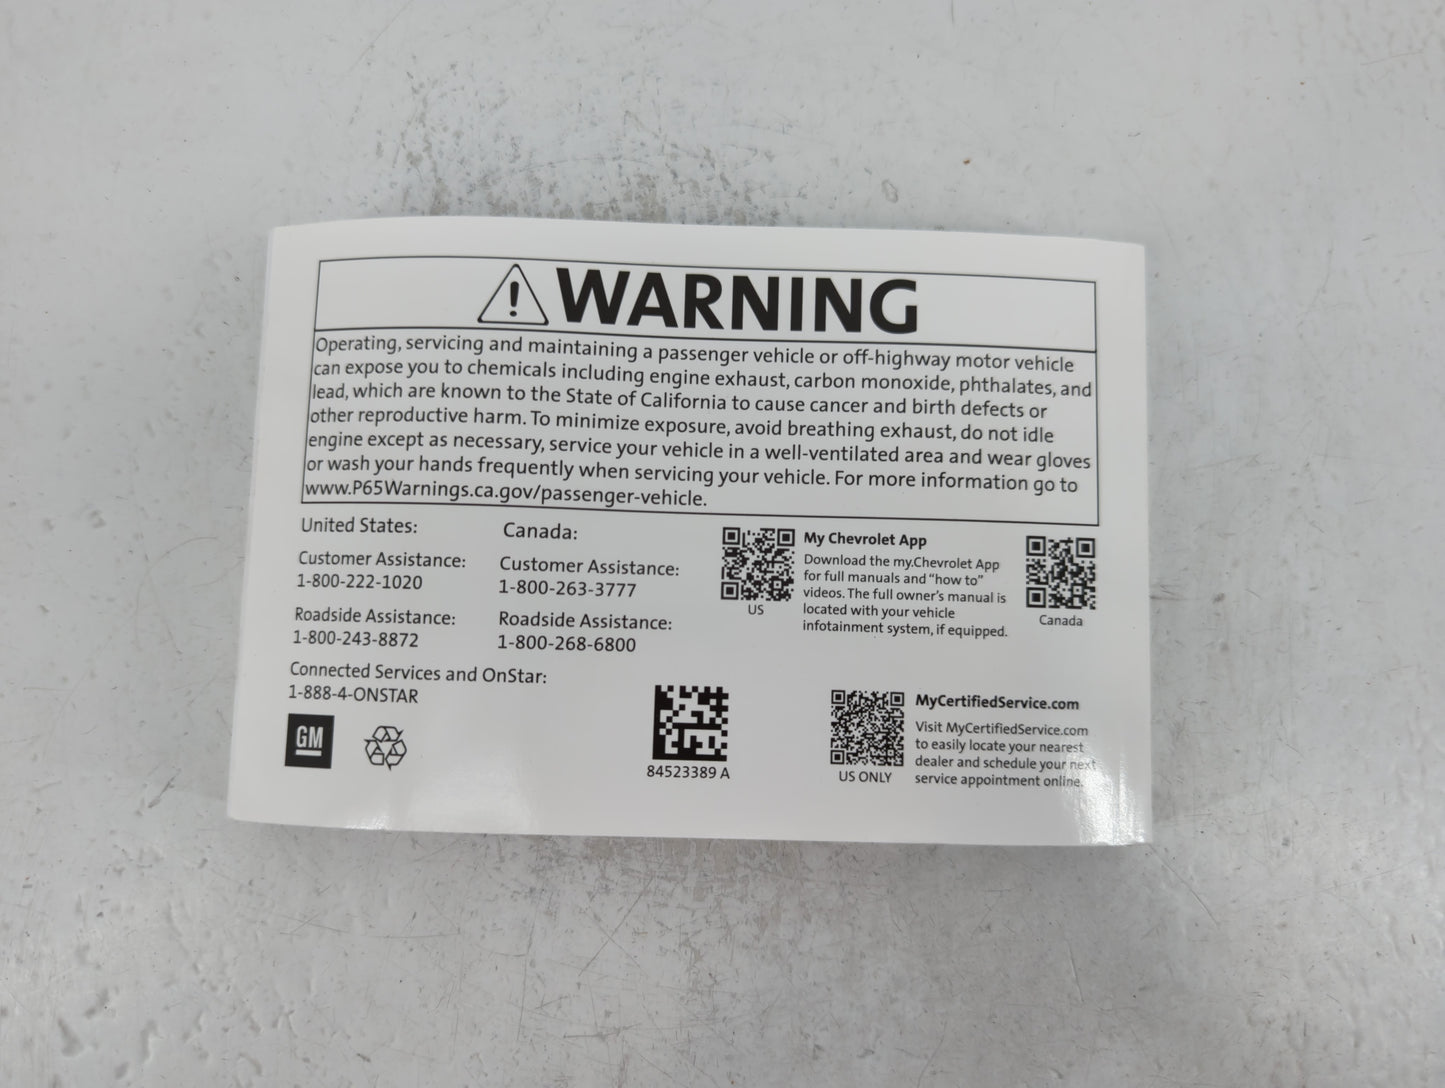 WARNING
Operating, servicing and maintaining a passenger vehicle or off-highway motor vehicle
can expose you to chemicals including engine exhaust, carbon monoxide, phthalates, and
lead, which are known to the State of California to cause cancer and birth defects or
other reproductive harm. To minimize exposure, avoid breathing exhaust, do not idle
engine except as necessary, service your vehicle in a well-ventilated area and wear gloves
or wash your hands frequently when servicing your vehicle. For more information go to
www.P65Warnings.ca.gov/passenger-vehicle.
United States:
Customer Assistance:
1-800-222-1020
Roadside Assistance:
1-800-243-8872
Connected Services and OnStar:
1-888-4-ONSTAR
GM
Canada:
Customer Assistance:
1-800-263-3777
Roadside Assistance:
1-800-268-6800
84523389 A
US
My Chevrolet App
Download the my.Chevrolet App
for full manuals and “how to”
videos. The full owner’s manual is
located with your vehicle
infotainment system, if equipped.
Canada
US ONLY
MyCertifiedService.com
Visit MyCertifiedService.com
to easily locate your nearest
dealer and schedule your next
service appointment online.